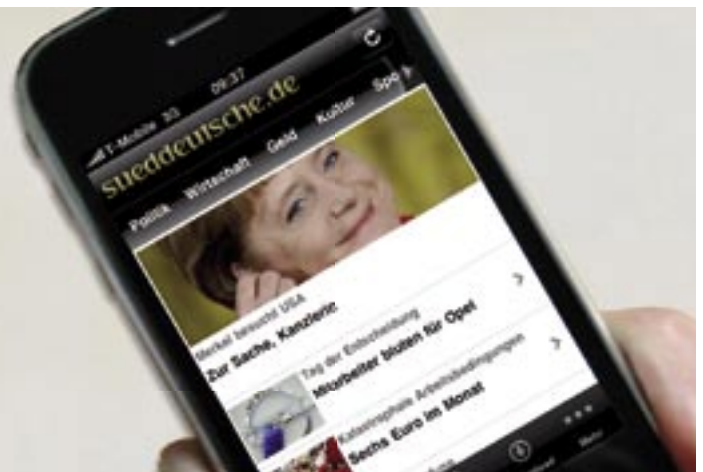 T-Mobile 3G 09:37
sueddeutsche.de
Politik Wirtschaft Geld Kultur Spo
Merkel besucht USA
Zur Sache, Kanzlerin
Tag der Entscheidung
Mitarbeiter bluten für Opel
Katastrophale Arbeitsbedingungen
Sechs Euro im Monat
Mehr